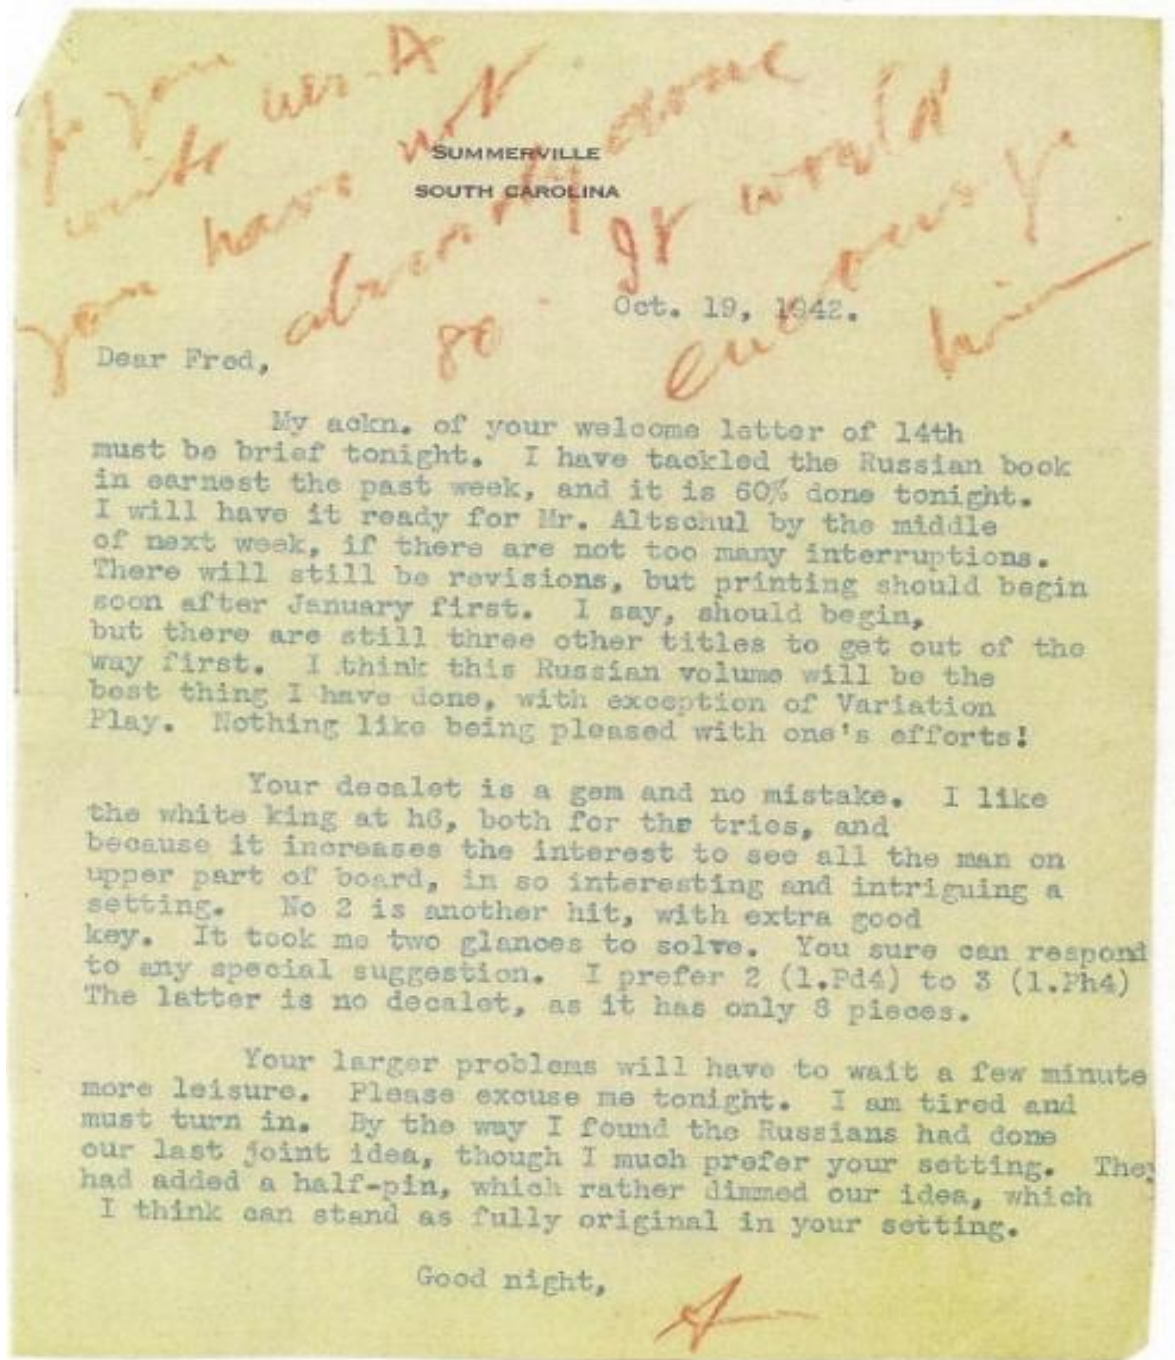 you
write
you have not
already done
so. It would
encourage
him
SUMMERVILLE
SOUTH CAROLINA
Oct. 19, 1942.
Dear Fred,
My ackn. of your welcome letter of 14th
must be brief tonight. I have tackled the Russian book
in earnest the past week, and it is 60% done tonight.
I will have it ready for Mr. Altschul by the middle
of next week, if there are not too many interruptions.
There will still be revisions, but printing should begin
soon after January first. I say, should begin,
but there are still three other titles to get out of the
way first. I think this Russian volume will be the
best thing I have done, with exception of Variation
Play. Nothing like being pleased with one's efforts!
Your decalet is a gem and no mistake. I like
the white king at h6, both for the tries, and
because it increases the interest to see all the man on
upper part of board, in so interesting and intriguing a
setting. No 2 is another hit, with extra good
key. It took me two glances to solve. You sure can respond
to any special suggestion. I prefer 2 (1.Pd4) to 3 (1.Ph4)
The latter is no decalet, as it has only 8 pieces.
Your larger problems will have to wait a few minute
more leisure. Please excuse me tonight. I am tired and
must turn in. By the way I found the Russians had done
our last joint idea, though I much prefer your setting. They
had added a half-pin, which rather dimmed our idea, which
I think can stand as fully original in your setting.
Good night,
A